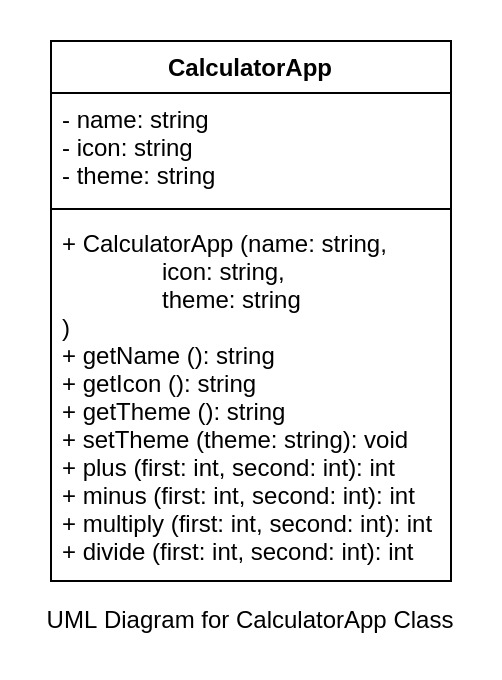 CalculatorApp
- name: string
- icon: string
- theme: string
+ CalculatorApp (name: string,
icon: string,
theme: string
)
+ getName (): string
+ getIcon (): string
+ getTheme (): string
+ setTheme (theme: string): void
+ plus (first: int, second: int): int
+ minus (first: int, second: int): int
+ multiply (first: int, second: int): int
+ divide (first: int, second: int): int
UML Diagram for CalculatorApp Class